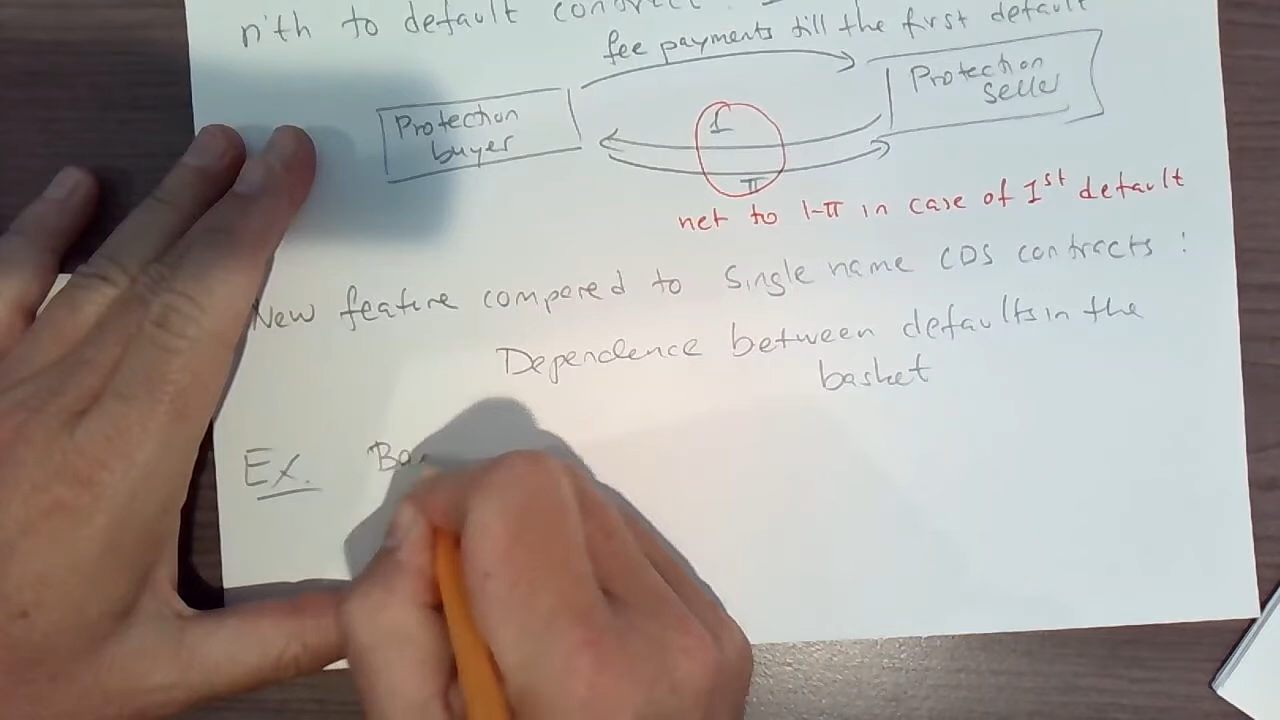 n'th to default contract
fee payments till the first default
Protection
seller
Protection
buyer
1
π
net to 1-π in case of 1st default
New feature compared to single name CDS contracts :
Dependence between defaults in the
basket
Ex.